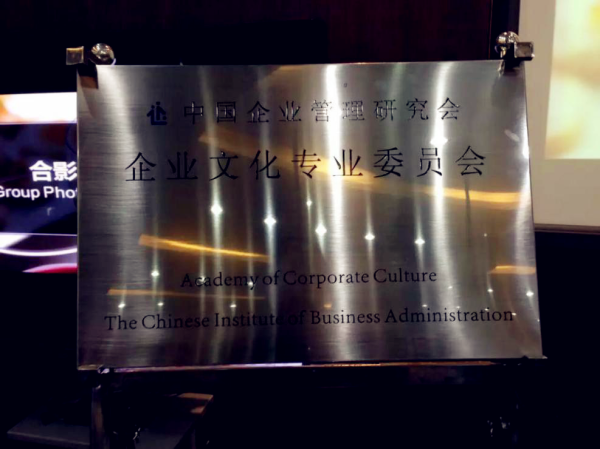 中国企业管理研究会
企业文化专业委员会
Academy of Corporate Culture
The Chinese Institute of Business Administration
合影
Group Pho